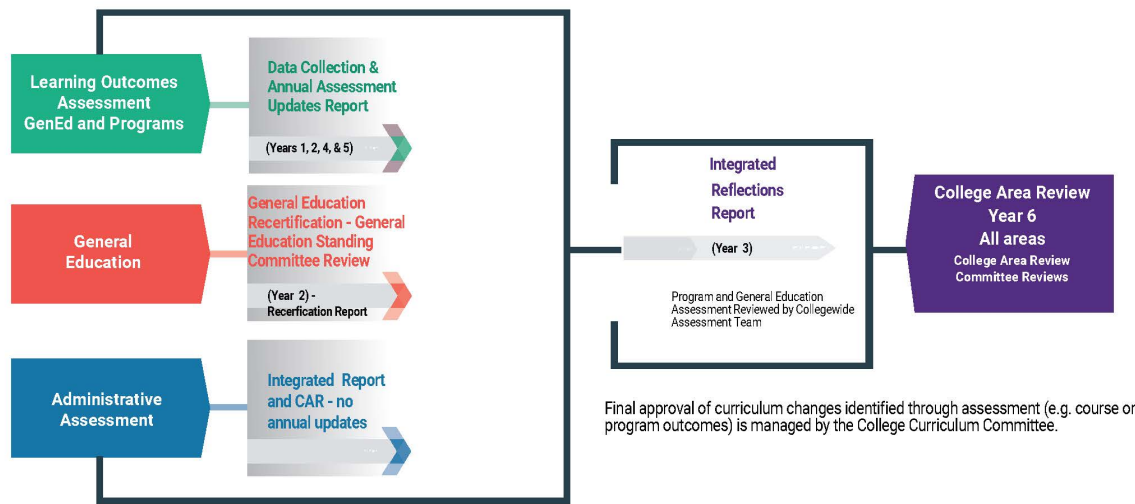 Learning Outcomes
Assessment
GenEd and Programs
Data Collection &
Annual Assessment
Updates Report
(Years 1, 2, 4, & 5)
General
Education
General Education
Recertification - General
Education Standing
Committee Review
(Year 2) -
Recerfication Report
Administrative
Assessment
Integrated Report
and CAR - no
annual updates
Integrated
Reflections
Report
(Year 3)
Program and General Education
Assessment Reviewed by Collegewide
Assessment Team
College Area Review
Year 6
All areas
College Area Review
Committee Reviews
Final approval of curriculum changes identified through assessment (e.g. course or
program outcomes) is managed by the College Curriculum Committee.